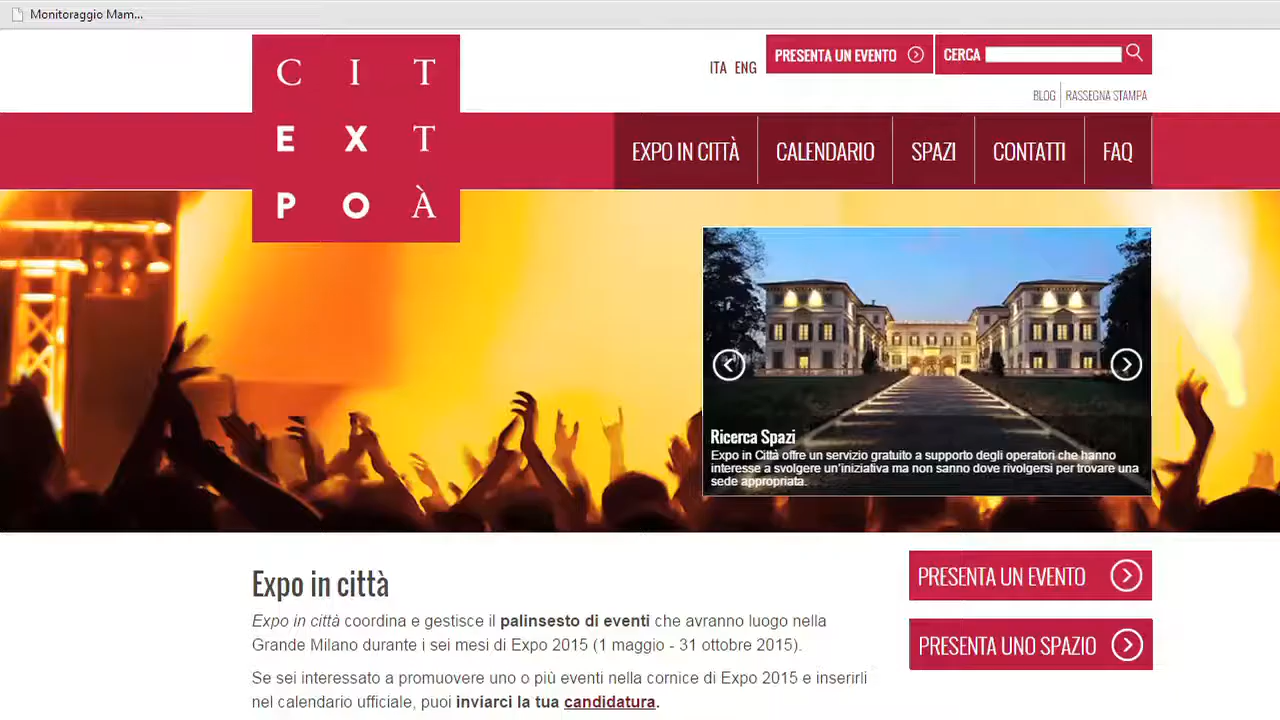 Monitoraggio Mam...
C I T
E X T
P O À
ITA ENG
PRESENTA UN EVENTO
CERCA
BLOG
RASSEGNA STAMPA
EXPO IN CITTÀ
CALENDARIO
SPAZI
CONTATTI
FAQ
Ricerca Spazi
Expo in Città offre un servizio gratuito a supporto degli operatori che hanno
interesse a svolgere un'iniziativa ma non sanno dove rivolgersi per trovare una
sede appropriata.
Expo in città
Expo in città coordina e gestisce il palinsesto di eventi che avranno luogo nella
Grande Milano durante i sei mesi di Expo 2015 (1 maggio - 31 ottobre 2015).
Se sei interessato a promuovere uno o più eventi nella cornice di Expo 2015 e inserirli
nel calendario ufficiale, puoi inviarci la tua candidatura.
PRESENTA UN EVENTO
PRESENTA UNO SPAZIO